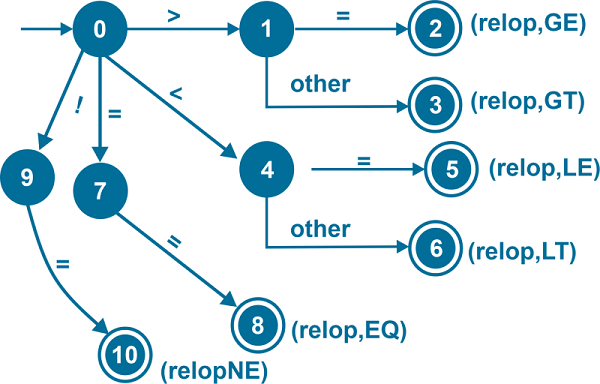 0
>
1
=
2
(relop,GE)
other
3
(relop,GT)
!
=
<
9
7
4
=
5
(relop,LE)
other
6
(relop,LT)
=
=
8
(relop,EQ)
10
(relopNE)